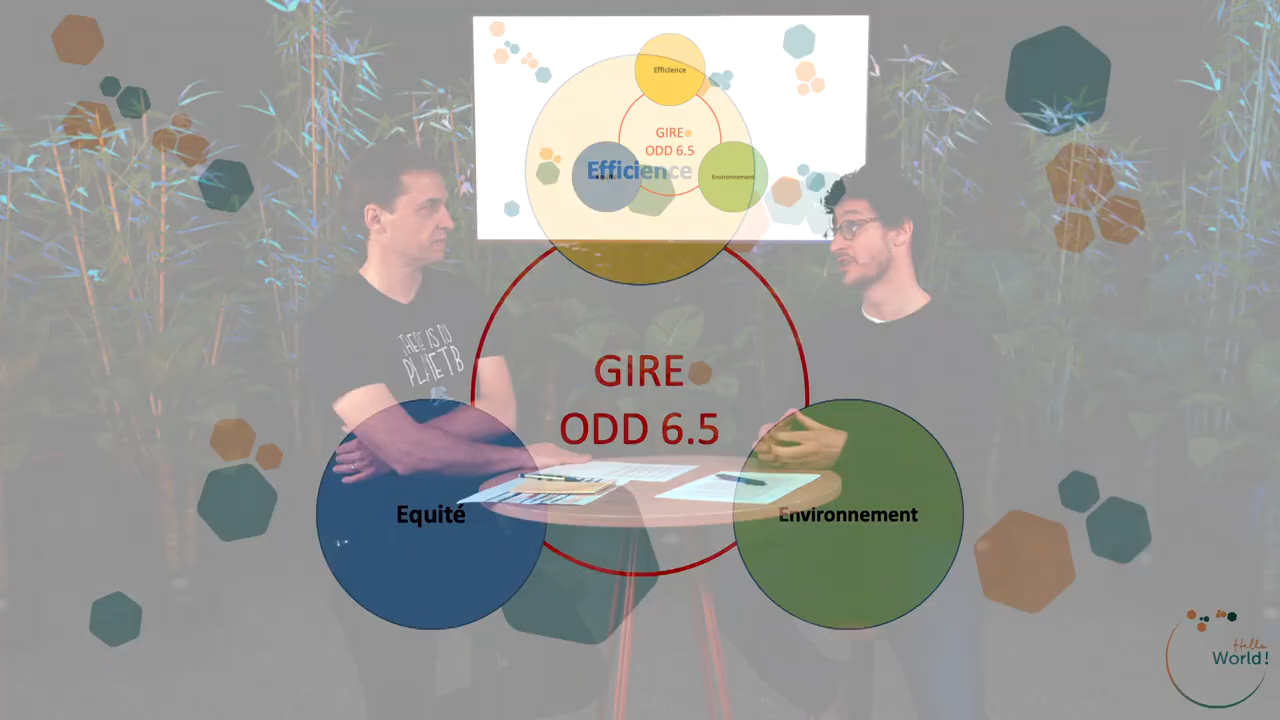 Efficience
GIRE
ODD 6.5
Efficience
Environnement
THERE IS NO
PLANET B
GIRE
ODD 6.5
Equité
Environnement
Hello
World!